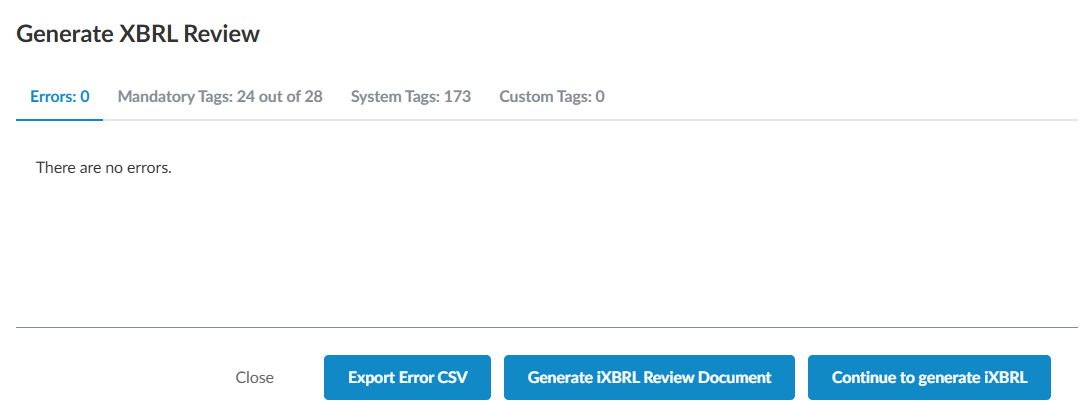 Generate XBRL Review
Errors: 0 Mandatory Tags: 24 out of 28 System Tags: 173 Custom Tags: 0
There are no errors.
Close Export Error CSV Generate iXBRL Review Document Continue to generate iXBRL